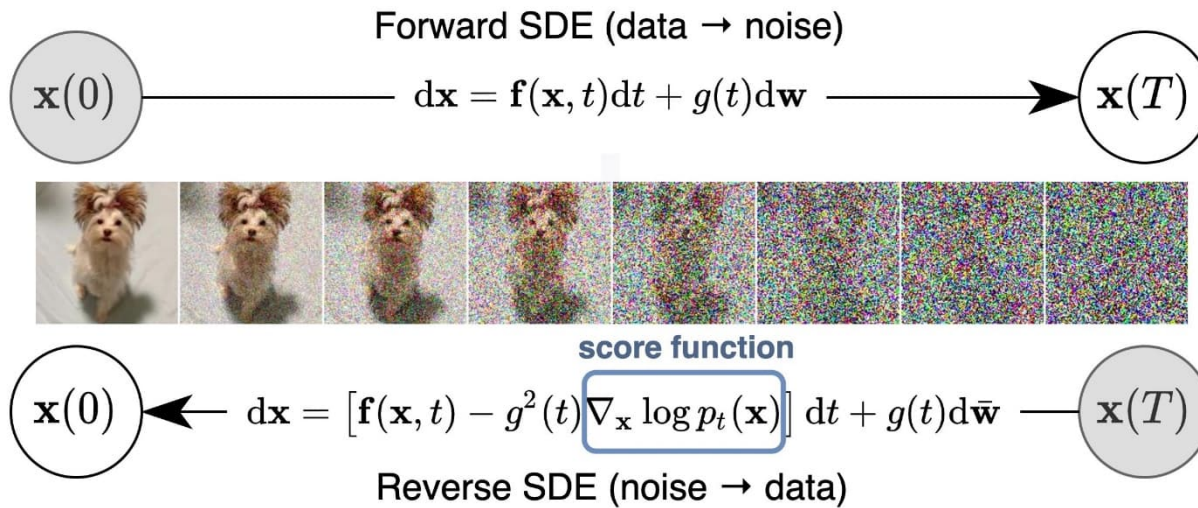 Forward SDE (data → noise)
x(0) dx = f(x, t)dt + g(t)dw x(T)
score function
x(0) dx = [f(x, t) − g²(t)∇ₓ log pₜ(x)] dt + g(t)dw̄ x(T)
Reverse SDE (noise → data)